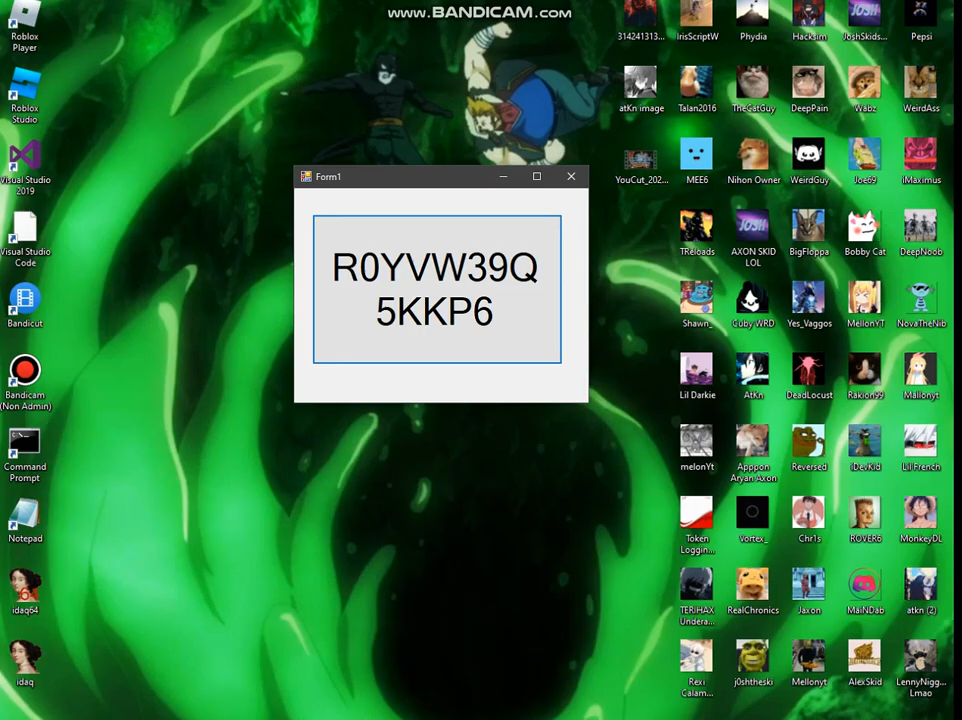 www.BANDICAM.com
Roblox
Player
Roblox
Studio
Visual Studio
2019
Visual Studio
Code
Bandicut
Bandicam
(Non Admin)
Command
Prompt
Notepad
idaq64
idaq
Form1
R0YVW39Q
5KKP6
314241313...
IrisScriptW
Phydia
Hacksim
JoshSkids...
Pepsi
atKn image
Talan2016
TheCatGuy
DeepPain
Wabz
WeirdAss
YouCut_202...
MEE6
Nihon Owner
WeirdGuy
Joe69
iMaximus
TReloads
AXON SKID
LOL
BigFloppa
Bobby Cat
DeepNoob
Shawn_
Cuby WRD
Yes_Vaggos
MellonYT
NovaTheNib
Lil Darkie
AtKn
DeadLocust
Rakion99
Mallonyt
melonYt
Apppon
Aryan Axon
Reversed
iDevKid
Lil French
Token
Loggin...
Vortex_
Chr1s
ROVER6
MonkeyDL
TERiHAX
Undera...
RealChronics
Jaxon
MaiNDab
atkn (2)
Rexi
Calam...
j0shtheski
Mellonyt
AlexSkid
LennyNigg...
Lmao